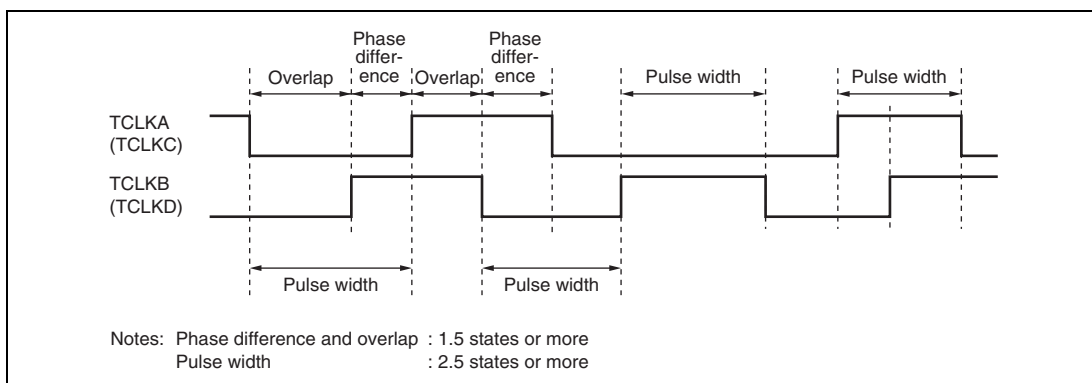 Phase
differ-
ence
Phase
differ-
ence
Overlap
Overlap
Pulse width
Pulse width
TCLKA
(TCLKC)
TCLKB
(TCLKD)
Pulse width
Pulse width
Notes: Phase difference and overlap : 1.5 states or more
Pulse width : 2.5 states or more